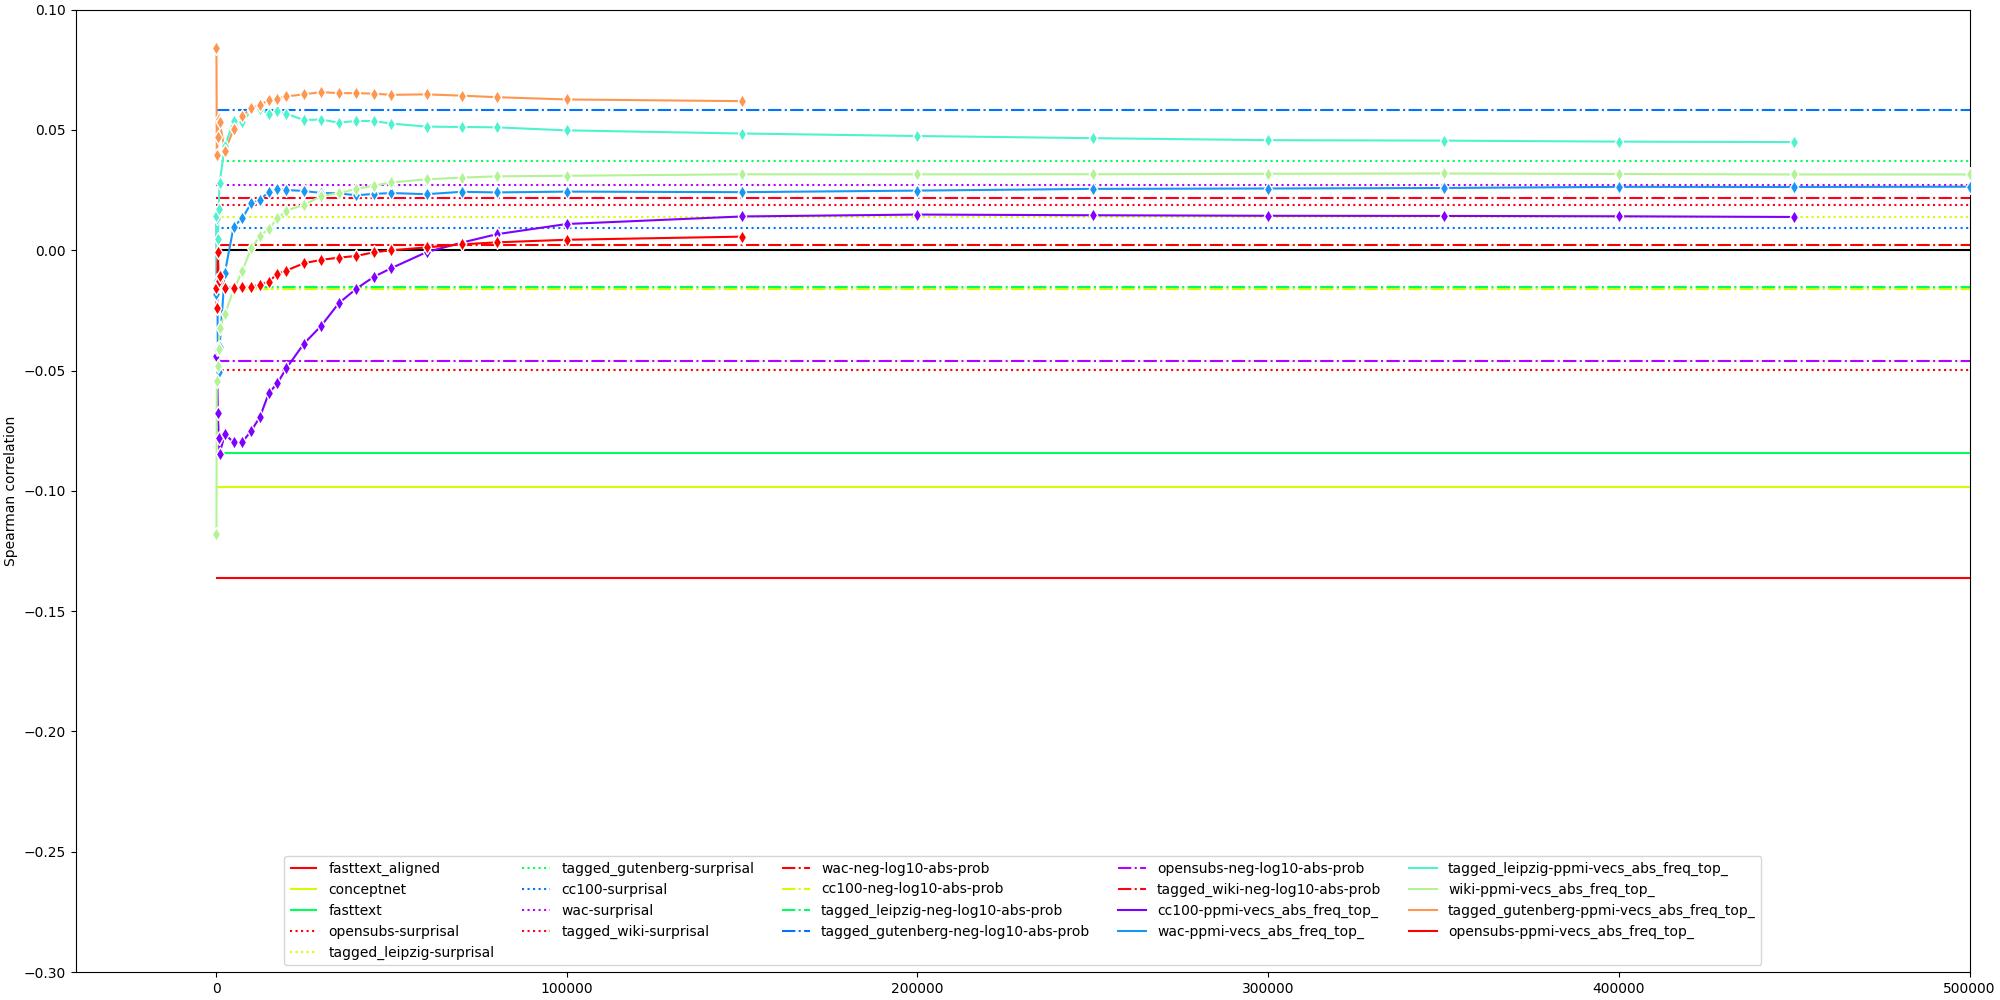 0.10
0.05
0.00
−0.05
−0.10
−0.15
−0.20
−0.25
−0.30
Spearman correlation
fasttext_aligned
conceptnet
fasttext
opensubs-surprisal
tagged_leipzig-surprisal
tagged_gutenberg-surprisal
cc100-surprisal
wac-surprisal
tagged_wiki-surprisal
wac-neg-log10-abs-prob
cc100-neg-log10-abs-prob
tagged_leipzig-neg-log10-abs-prob
tagged_gutenberg-neg-log10-abs-prob
opensubs-neg-log10-abs-prob
tagged_wiki-neg-log10-abs-prob
cc100-ppmi-vecs_abs_freq_top_
wac-ppmi-vecs_abs_freq_top_
tagged_leipzig-ppmi-vecs_abs_freq_top_
wiki-ppmi-vecs_abs_freq_top_
tagged_gutenberg-ppmi-vecs_abs_freq_top_
opensubs-ppmi-vecs_abs_freq_top_
0
100000
200000
300000
400000
500000